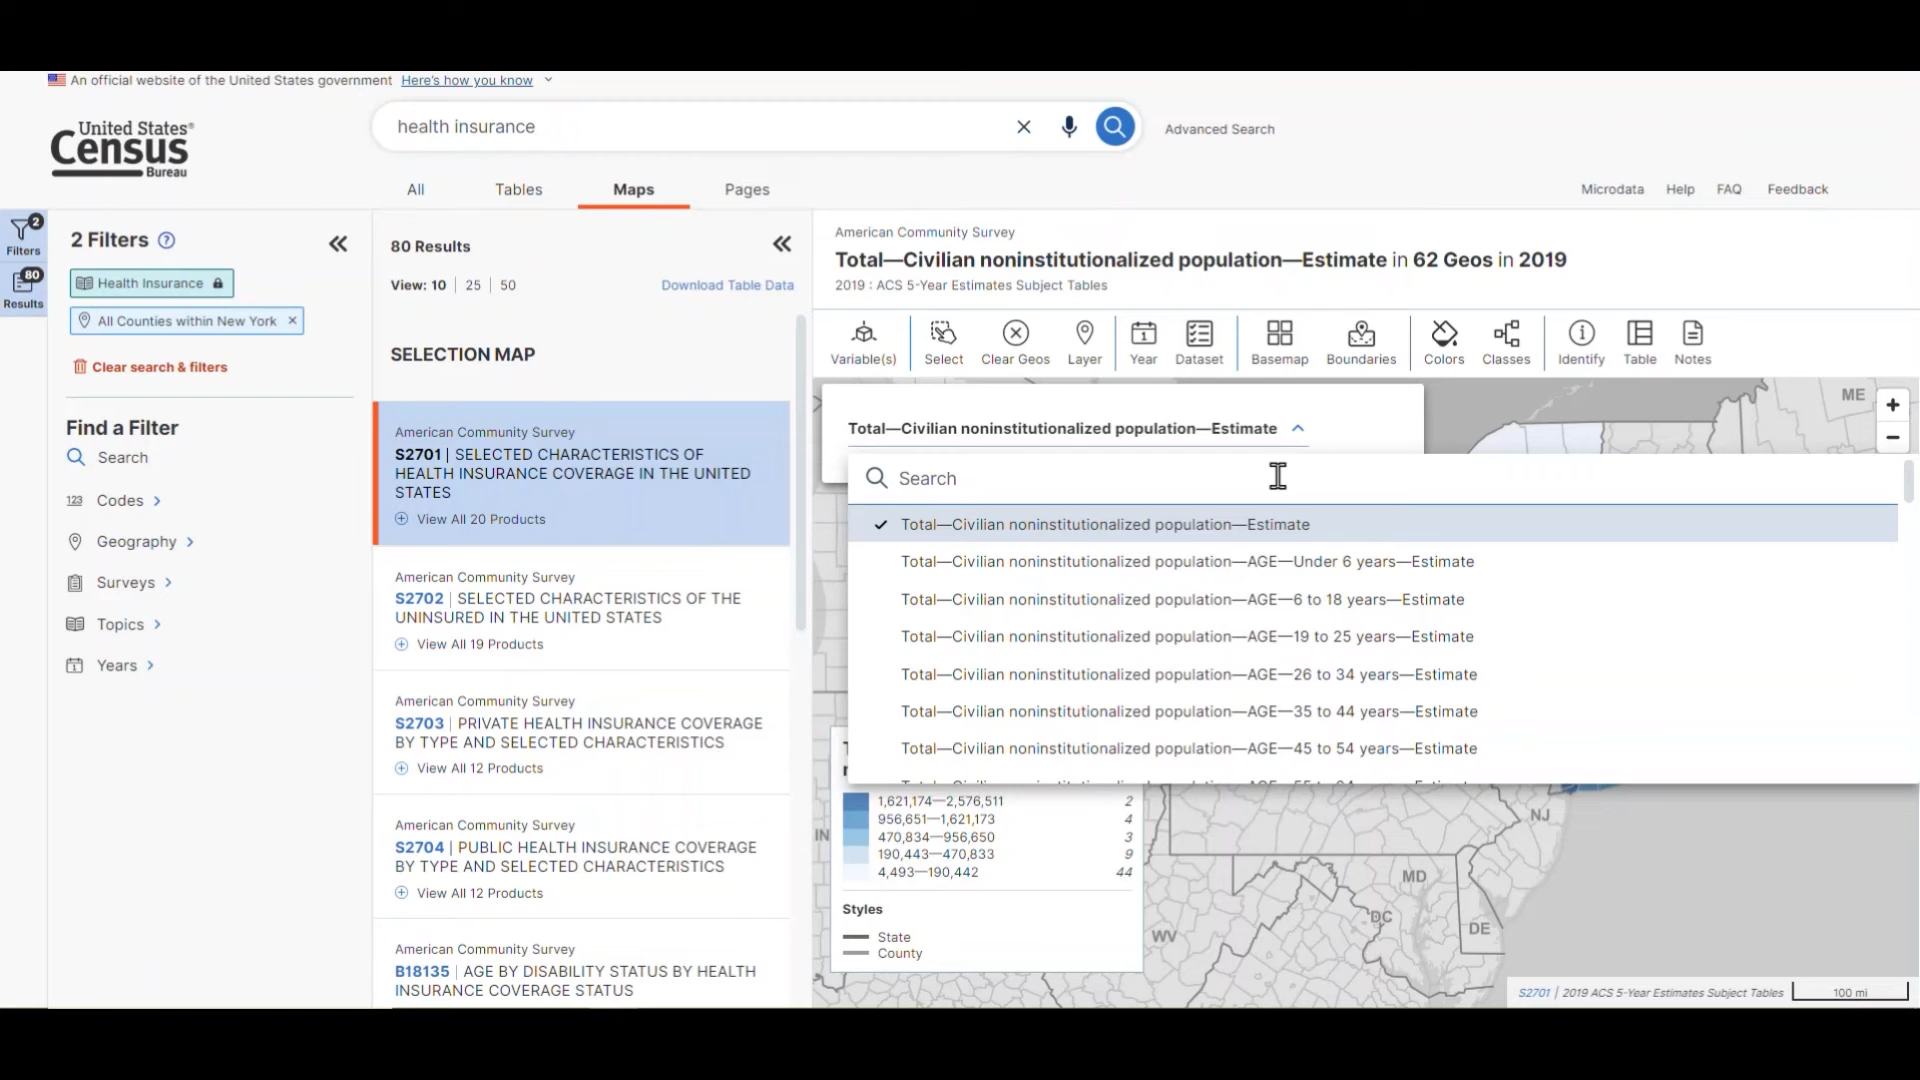 An official website of the United States government Here's how you know
United States®
Census
Bureau
health insurance
Advanced Search
All Tables Maps Pages
Microdata Help FAQ Feedback
2
Filters
80
Results
2 Filters
Health Insurance
All Counties within New York ×
Clear search & filters
Find a Filter
Search
123 Codes
Geography
Surveys
Topics
Years
80 Results
View: 10 | 25 | 50 Download Table Data
SELECTION MAP
American Community Survey
S2701 | SELECTED CHARACTERISTICS OF
HEALTH INSURANCE COVERAGE IN THE UNITED
STATES
View All 20 Products
American Community Survey
S2702 | SELECTED CHARACTERISTICS OF THE
UNINSURED IN THE UNITED STATES
View All 19 Products
American Community Survey
S2703 | PRIVATE HEALTH INSURANCE COVERAGE
BY TYPE AND SELECTED CHARACTERISTICS
View All 12 Products
American Community Survey
S2704 | PUBLIC HEALTH INSURANCE COVERAGE
BY TYPE AND SELECTED CHARACTERISTICS
View All 12 Products
American Community Survey
B18135 | AGE BY DISABILITY STATUS BY HEALTH
INSURANCE COVERAGE STATUS
American Community Survey
Total—Civilian noninstitutionalized population—Estimate in 62 Geos in 2019
2019 : ACS 5-Year Estimates Subject Tables
Variable(s) Select Clear Geos Layer Year Dataset Basemap Boundaries Colors Classes Identify Table Notes
Total—Civilian noninstitutionalized population—Estimate
Search
Total—Civilian noninstitutionalized population—Estimate
Total—Civilian noninstitutionalized population—AGE—Under 6 years—Estimate
Total—Civilian noninstitutionalized population—AGE—6 to 18 years—Estimate
Total—Civilian noninstitutionalized population—AGE—19 to 25 years—Estimate
Total—Civilian noninstitutionalized population—AGE—26 to 34 years—Estimate
Total—Civilian noninstitutionalized population—AGE—35 to 44 years—Estimate
Total—Civilian noninstitutionalized population—AGE—45 to 54 years—Estimate
1,621,174—2,576,511 2
956,651—1,621,173 4
470,834—956,650 3
190,443—470,833 9
4,493—190,442 44
Styles
State
County
ME
+
−
IN
NJ
MD
DC
DE
WV
S2701 | 2019 ACS 5-Year Estimates Subject Tables
100 mi